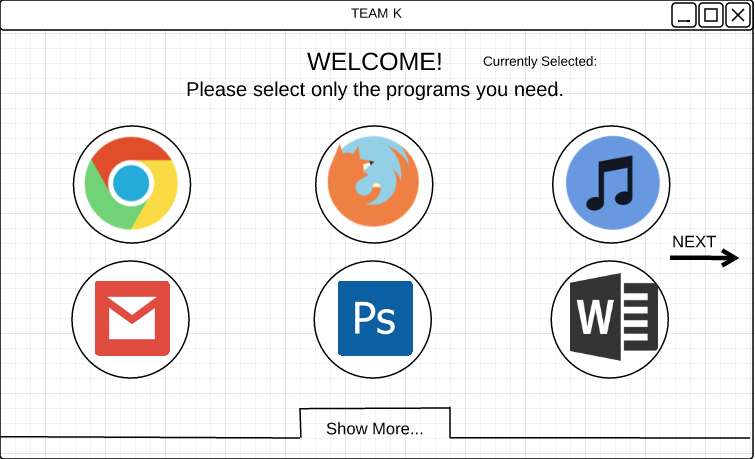 TEAM K
WELCOME!
Currently Selected:
Please select only the programs you need.
NEXT
Ps
W
Show More...